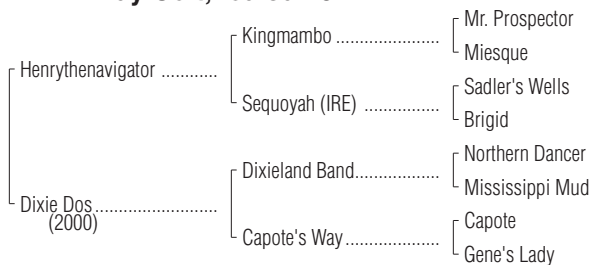 Mr. Prospector
Kingmambo ..................
Miesque
Henrythenavigator ............
Sadler's Wells
Sequoyah (IRE) .................
Brigid
Northern Dancer
Dixieland Band..................
Mississippi Mud
Dixie Dos..........................
(2000)
Capote
Capote's Way....................
Gene's Lady